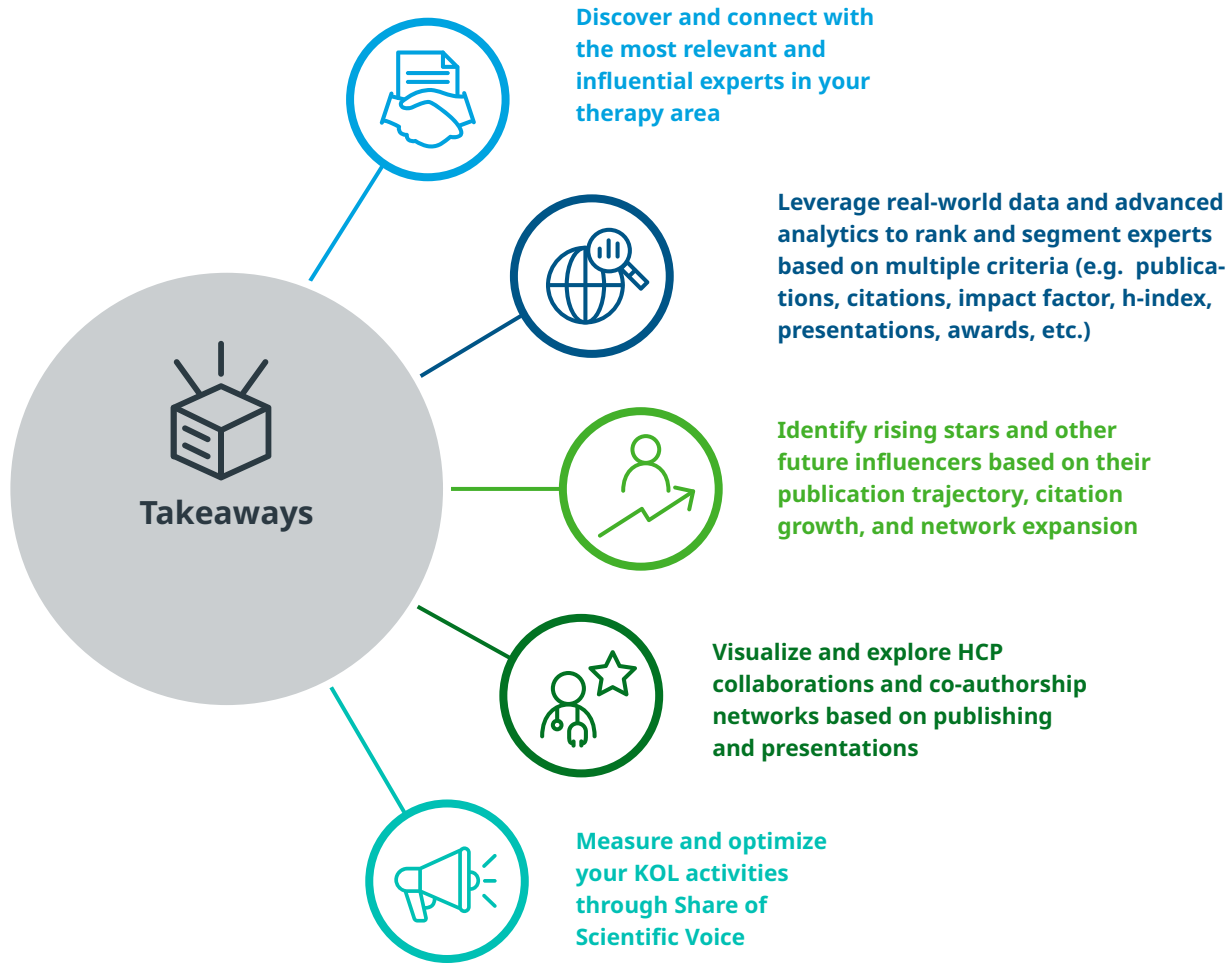 Discover and connect with
the most relevant and
influential experts in your
therapy area
Leverage real-world data and advanced
analytics to rank and segment experts
based on multiple criteria (e.g.  publica-
tions, citations, impact factor, h-index,
presentations, awards, etc.)
Takeaways
Identify rising stars and other
future influencers based on their
publication trajectory, citation
growth, and network expansion
Visualize and explore HCP
collaborations and co-authorship
networks based on publishing
and presentations
Measure and optimize
your KOL activities
through Share of
Scientific Voice